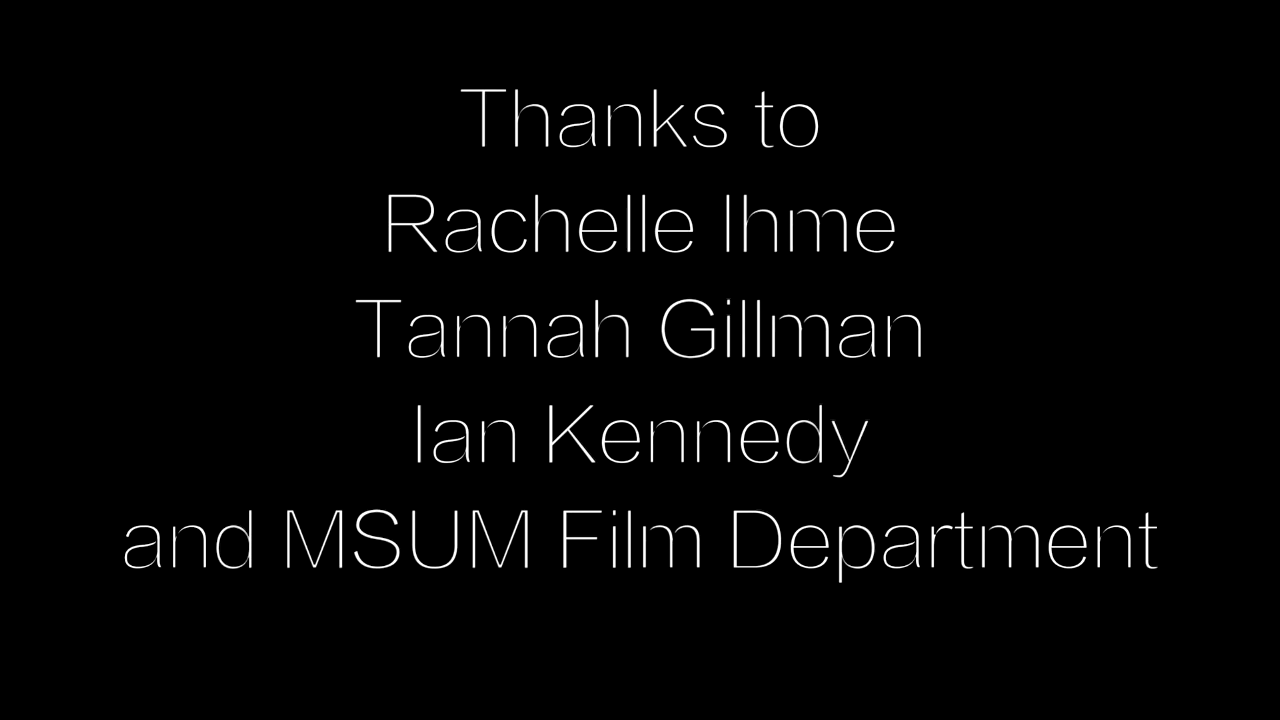 Thanks to
Rachelle Ihme
Tannah Gillman
Ian Kennedy
and MSUM Film Department